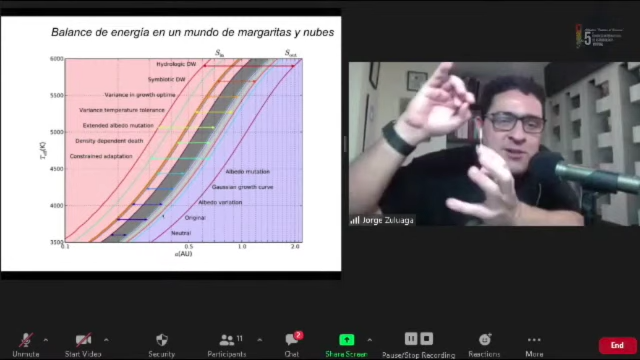 Balance de energía en un mundo de margaritas y nubes
S_in S_out
6000
Hydrologic DW
Symbiotic DW
5500
Variance in growth optima
Variance temperature tolerance
Extended albedo mutation
5000
Density dependent death
Constrained adaptation
T_eff(K)
4500
Albedo mutation
Gaussian growth curve
4000
Albedo variation
Original
Neutral
3500
0.1 0.5 1.0 2.0
a(AU)
5
Jorge Zuluaga
Unmute
Start Video
Security
11
Participants
2
Chat
Share Screen
Pause/Stop Recording
Reactions
More
End